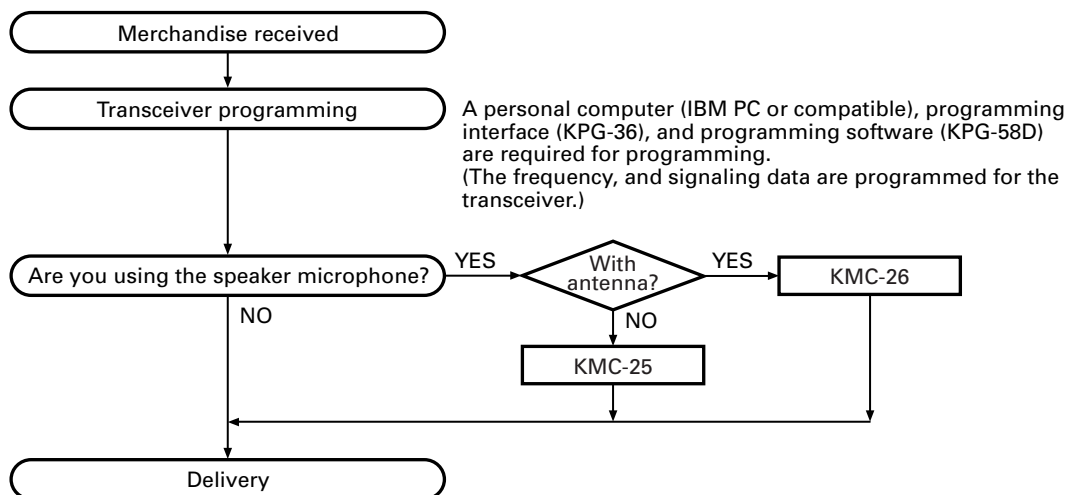 Merchandise received
Transceiver programming
A personal computer (IBM PC or compatible), programming
interface (KPG-36), and programming software (KPG-58D)
are required for programming.
(The frequency, and signaling data are programmed for the
transceiver.)
Are you using the speaker microphone?
YES
With
antenna?
YES
KMC-26
NO
NO
KMC-25
Delivery